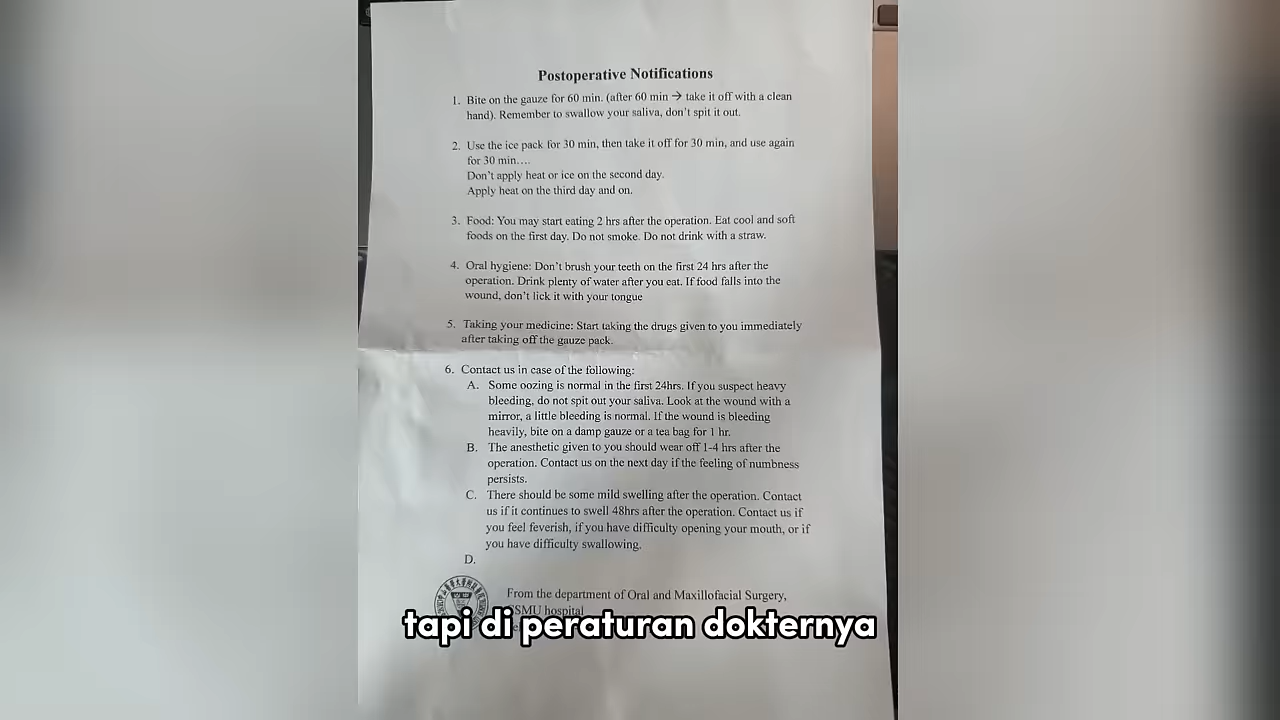 Postoperative Notifications
1. Bite on the gauze for 60 min. (after 60 min → take it off with a clean
hand). Remember to swallow your saliva, don't spit it out.
2. Use the ice pack for 30 min, then take it off for 30 min, and use again
for 30 min….
Don't apply heat or ice on the second day.
Apply heat on the third day and on.
3. Food: You may start eating 2 hrs after the operation. Eat cool and soft
foods on the first day. Do not smoke. Do not drink with a straw.
4. Oral hygiene: Don't brush your teeth on the first 24 hrs after the
operation. Drink plenty of water after you eat. If food falls into the
wound, don't lick it with your tongue
5. Taking your medicine: Start taking the drugs given to you immediately
after taking off the gauze pack.
6. Contact us in case of the following:
A. Some oozing is normal in the first 24hrs. If you suspect heavy
bleeding, do not spit out your saliva. Look at the wound with a
mirror, a little bleeding is normal. If the wound is bleeding
heavily, bite on a damp gauze or a tea bag for 1 hr.
B. The anesthetic given to you should wear off 1-4 hrs after the
operation. Contact us on the next day if the feeling of numbness
persists.
C. There should be some mild swelling after the operation. Contact
us if it continues to swell 48hrs after the operation. Contact us if
you feel feverish, if you have difficulty opening your mouth, or if
you have difficulty swallowing.
D.
From the department of Oral and Maxillofacial Surgery,
CSMU hospital
tapi di peraturan dokternya